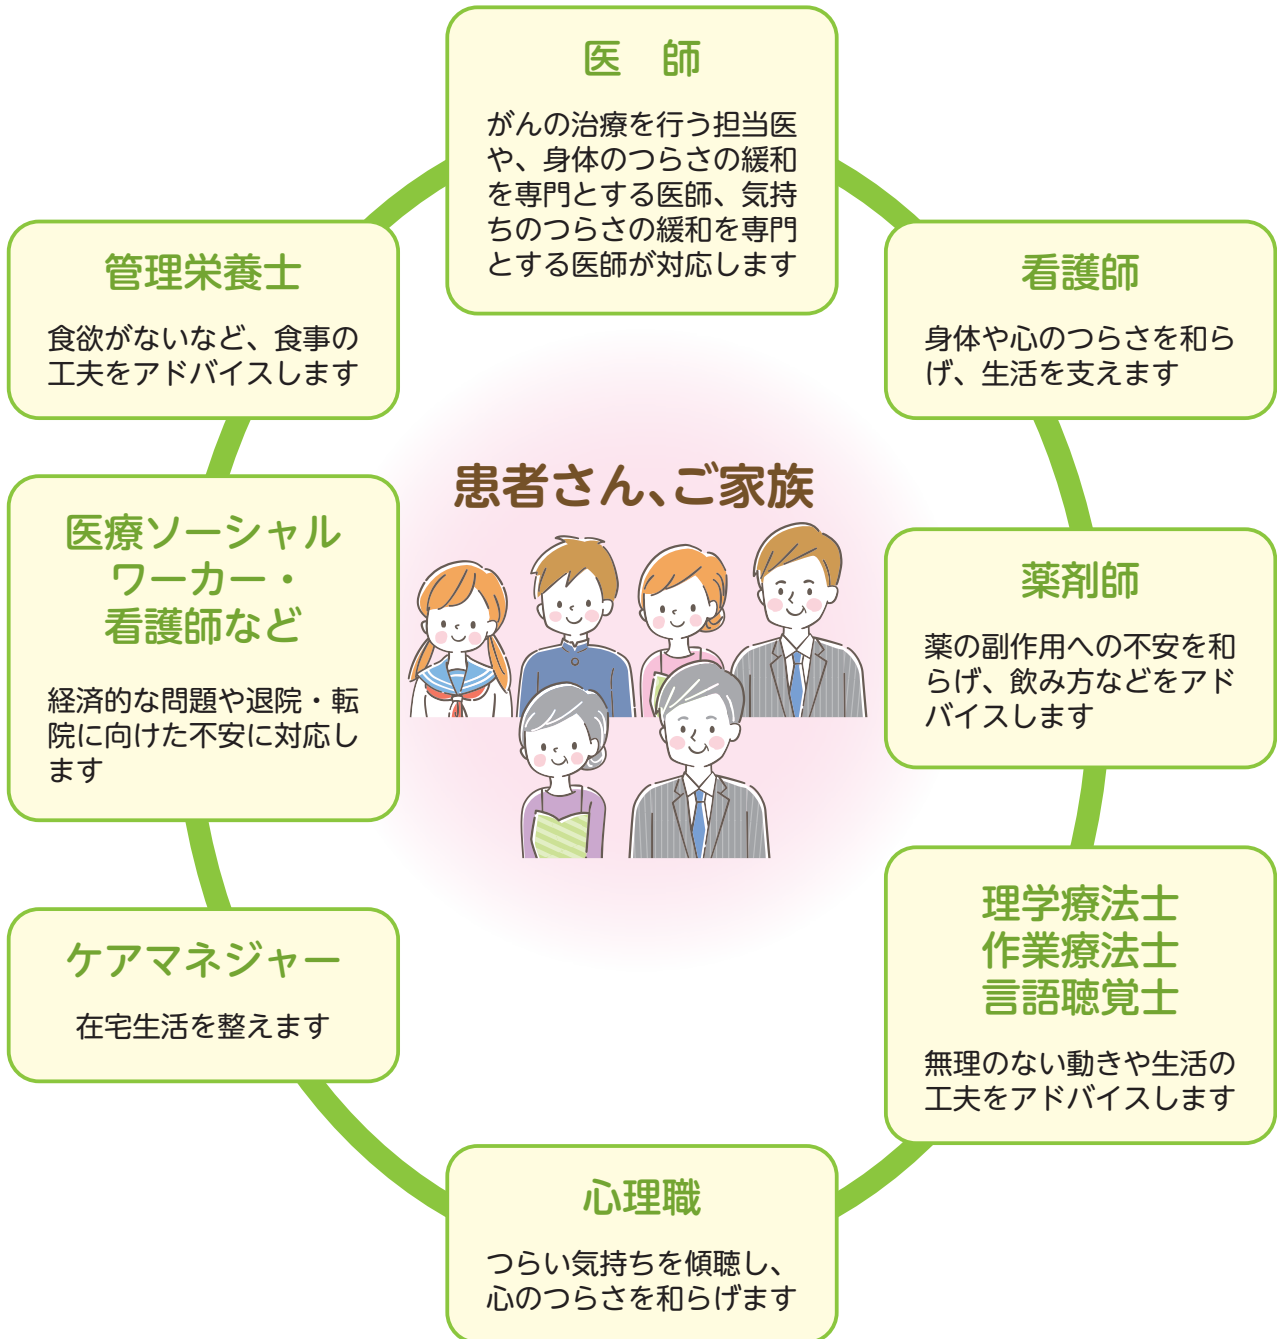 医　師
がんの治療を行う担当医
や、身体のつらさの緩和
を専門とする医師、気持
ちのつらさの緩和を専門
とする医師が対応します
管理栄養士
食欲がないなど、食事の
工夫をアドバイスします
看護師
身体や心のつらさを和ら
げ、生活を支えます
患者さん、ご家族
医療ソーシャル
ワーカー・
看護師など
経済的な問題や退院・転
院に向けた不安に対応し
ます
薬剤師
薬の副作用への不安を和
らげ、飲み方などをアド
バイスします
ケアマネジャー
在宅生活を整えます
理学療法士
作業療法士
言語聴覚士
無理のない動きや生活の
工夫をアドバイスします
心理職
つらい気持ちを傾聴し、
心のつらさを和らげます